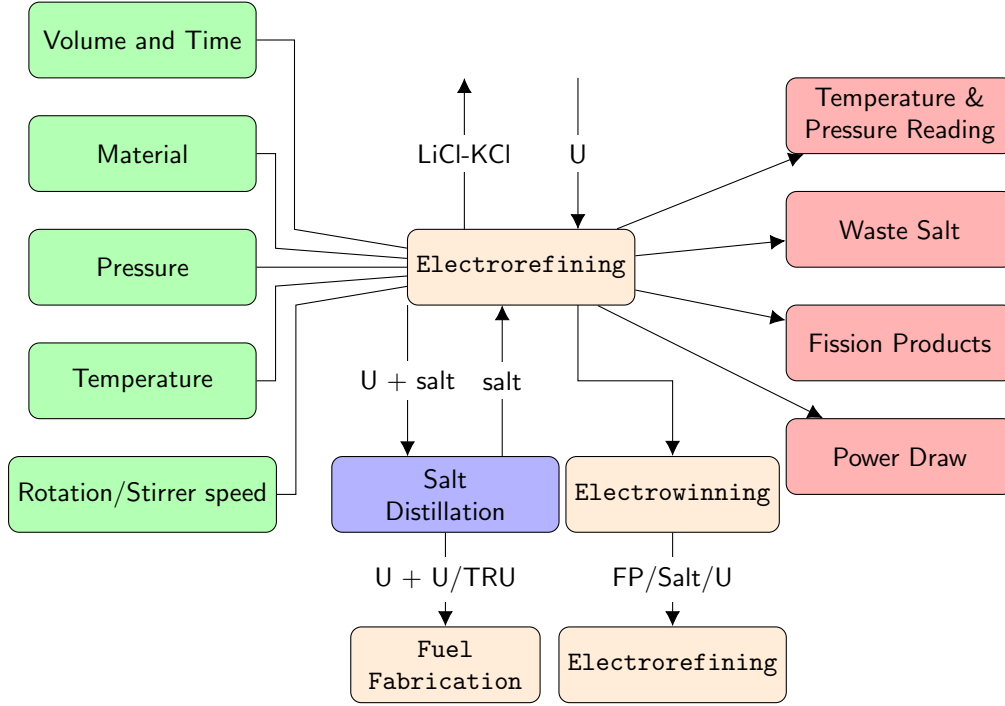 Volume and Time
Material
Pressure
Temperature
Rotation/Stirrer speed
LiCl-KCl
U
Electrorefining
U + salt
salt
Salt
Distillation
Electrowinning
U + U/TRU
FP/Salt/U
Fuel
Fabrication
Electrorefining
Temperature &
Pressure Reading
Waste Salt
Fission Products
Power Draw